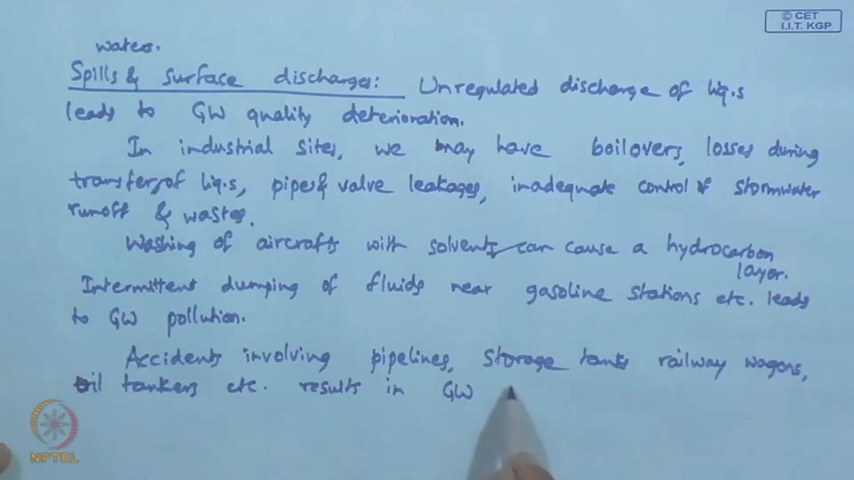 © CET
I.I.T. KGP
waters.
Spills & surface discharges: Unregulated discharge of liq.s
leads to GW quality deterioration.
In industrial sites, we may have boilovers, losses during
transfer of liq.s, pipes & valve leakages, inadequate control of stormwater
runoff & wastes.
Washing of aircrafts with solvents can cause a hydrocarbon
layer.
Intermittent dumping of fluids near gasoline stations etc. leads
to GW pollution.
Accidents involving pipelines, storage tanks railway wagons,
oil tankers etc. results in GW
NPTEL